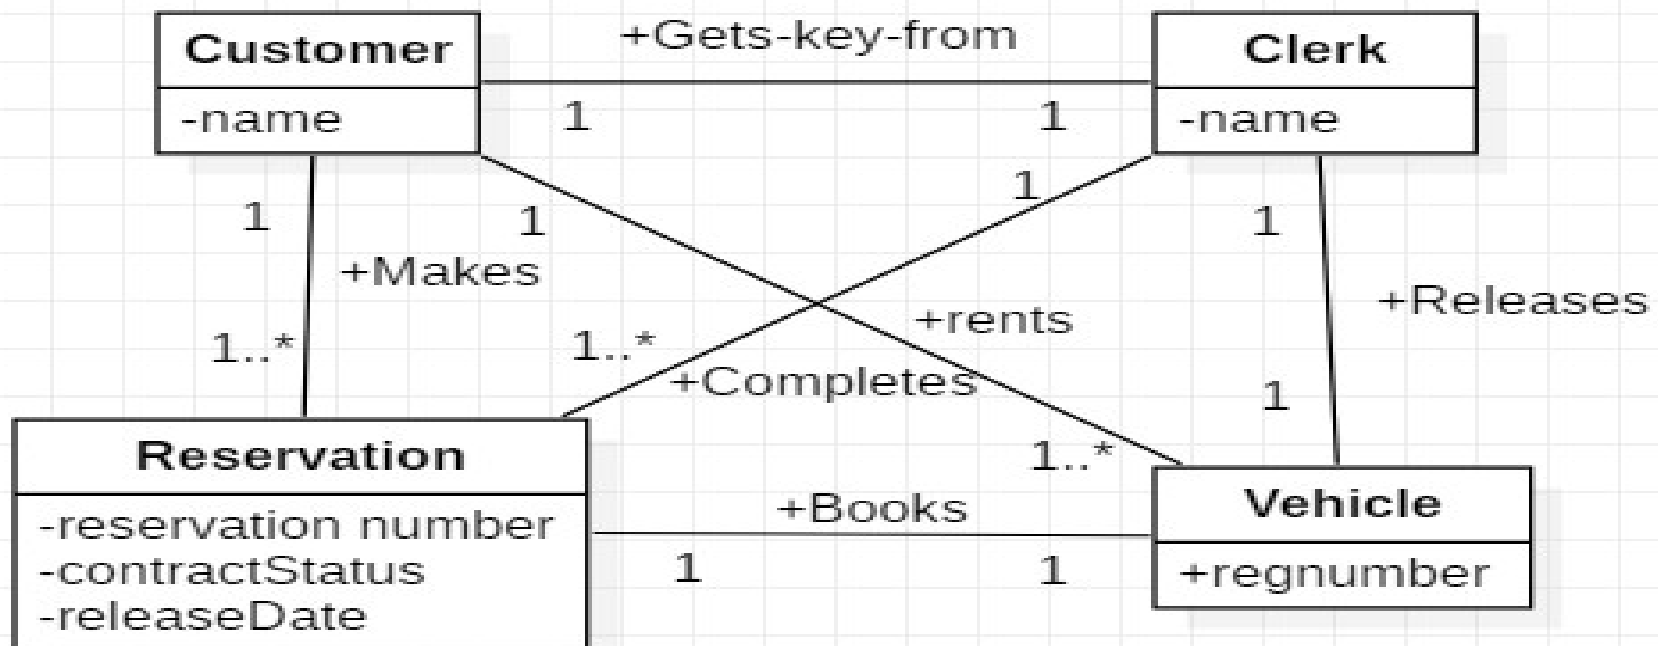 Customer
-name
+Gets-key-from
1
1
Clerk
-name
1
1
1
1
+Makes
+Releases
+rents
1..*
1..*
+Completes
1
1..*
Reservation
-reservation number
-contractStatus
-releaseDate
+Books
1
1
Vehicle
+regnumber